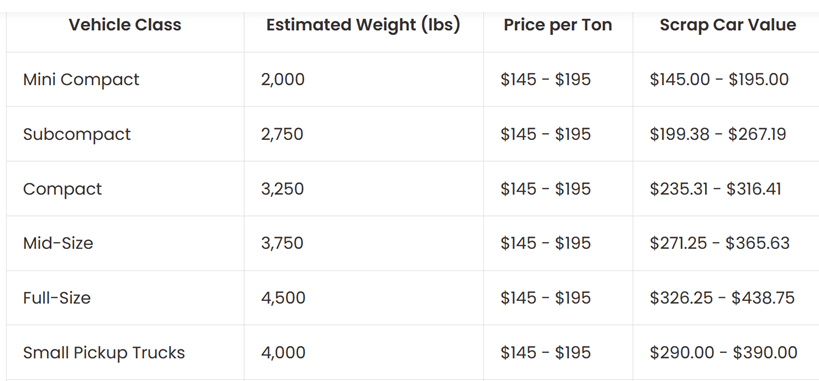 Vehicle Class Estimated Weight (lbs) Price per Ton Scrap Car Value
Mini Compact 2,000 $145 - $195 $145.00 - $195.00
Subcompact 2,750 $145 - $195 $199.38 - $267.19
Compact 3,250 $145 - $195 $235.31 - $316.41
Mid-Size 3,750 $145 - $195 $271.25 - $365.63
Full-Size 4,500 $145 - $195 $326.25 - $438.75
Small Pickup Trucks 4,000 $145 - $195 $290.00 - $390.00